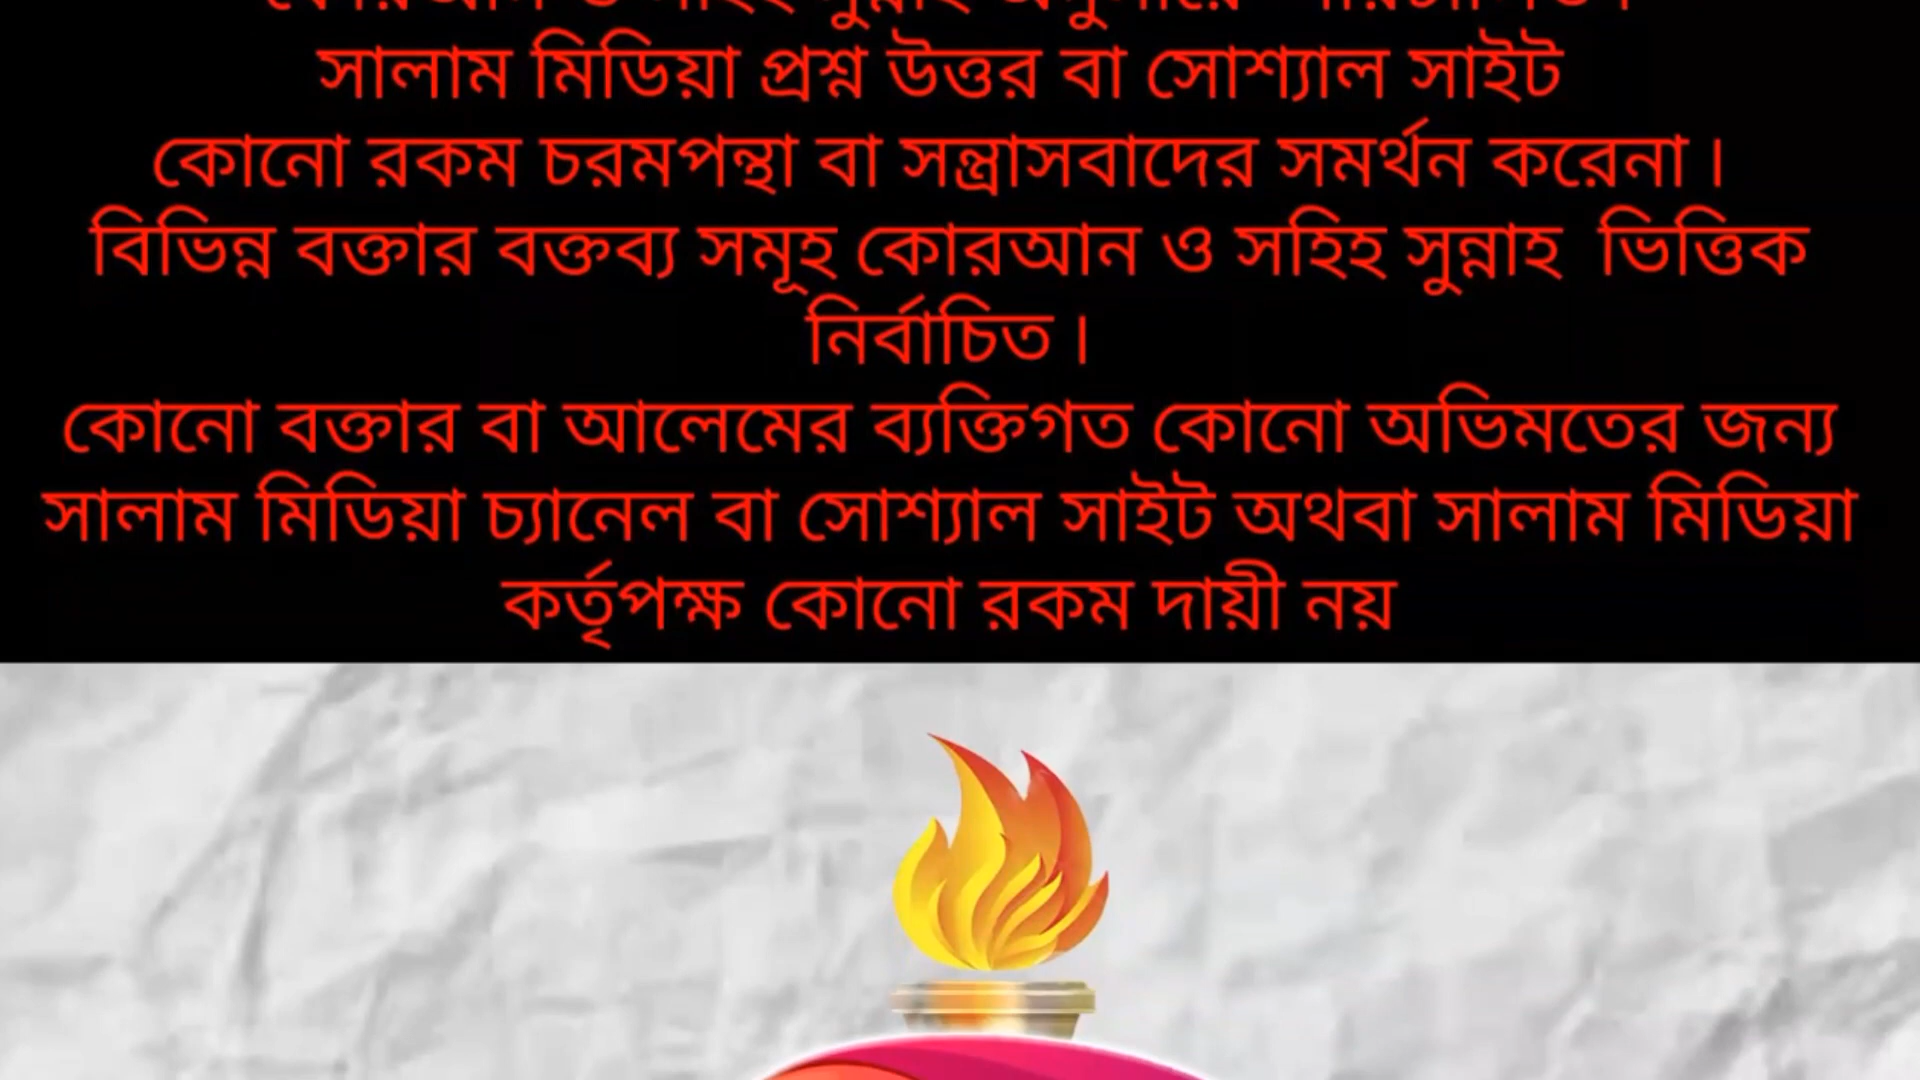 সালাম মিডিয়া প্রশ্ন উত্তর বা সোশ্যাল সাইট
কোনো রকম চরমপন্থা বা সন্ত্রাসবাদের সমর্থন করেনা।
বিভিন্ন বক্তার বক্তব্য সমূহ কোরআন ও সহিহ সুন্নাহ ভিত্তিক
নির্বাচিত।
কোনো বক্তার বা আলেমের ব্যক্তিগত কোনো অভিমতের জন্য
সালাম মিডিয়া চ্যানেল বা সোশ্যাল সাইট অথবা সালাম মিডিয়া
কর্তৃপক্ষ কোনো রকম দায়ী নয়